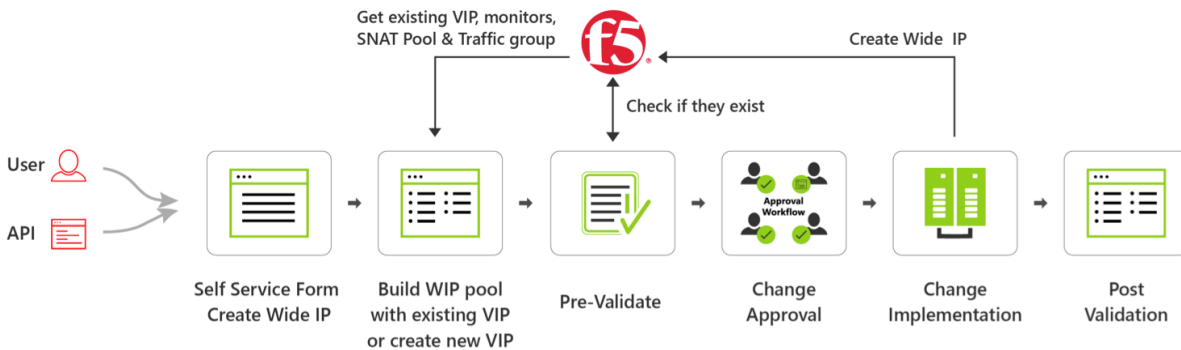 Get existing VIP, monitors,
SNAT Pool & Traffic group
f5
®
Create Wide IP
Check if they exist
User
API
Approval
Workflow
Self Service Form
Create Wide IP
Build WIP pool
with existing VIP
or create new VIP
Pre-Validate
Change
Approval
Change
Implementation
Post
Validation